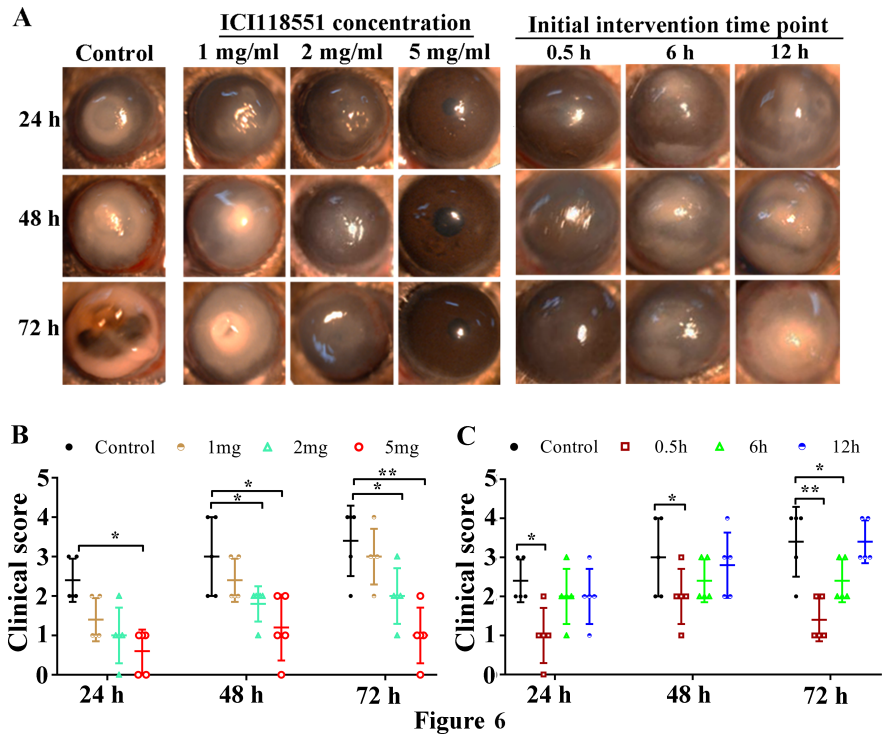 A
ICI118551 concentration
Initial intervention time point
Control
1 mg/ml
2 mg/ml
5 mg/ml
0.5 h
6 h
12 h
24 h
48 h
72 h
B
Control
1mg
2mg
5mg
Clinical score
5
4
3
2
1
0
*
*
*
**
*
24 h
48 h
72 h
C
Control
0.5h
6h
12h
Clinical score
5
4
3
2
1
0
*
*
*
**
24 h
48 h
72 h
Figure 6